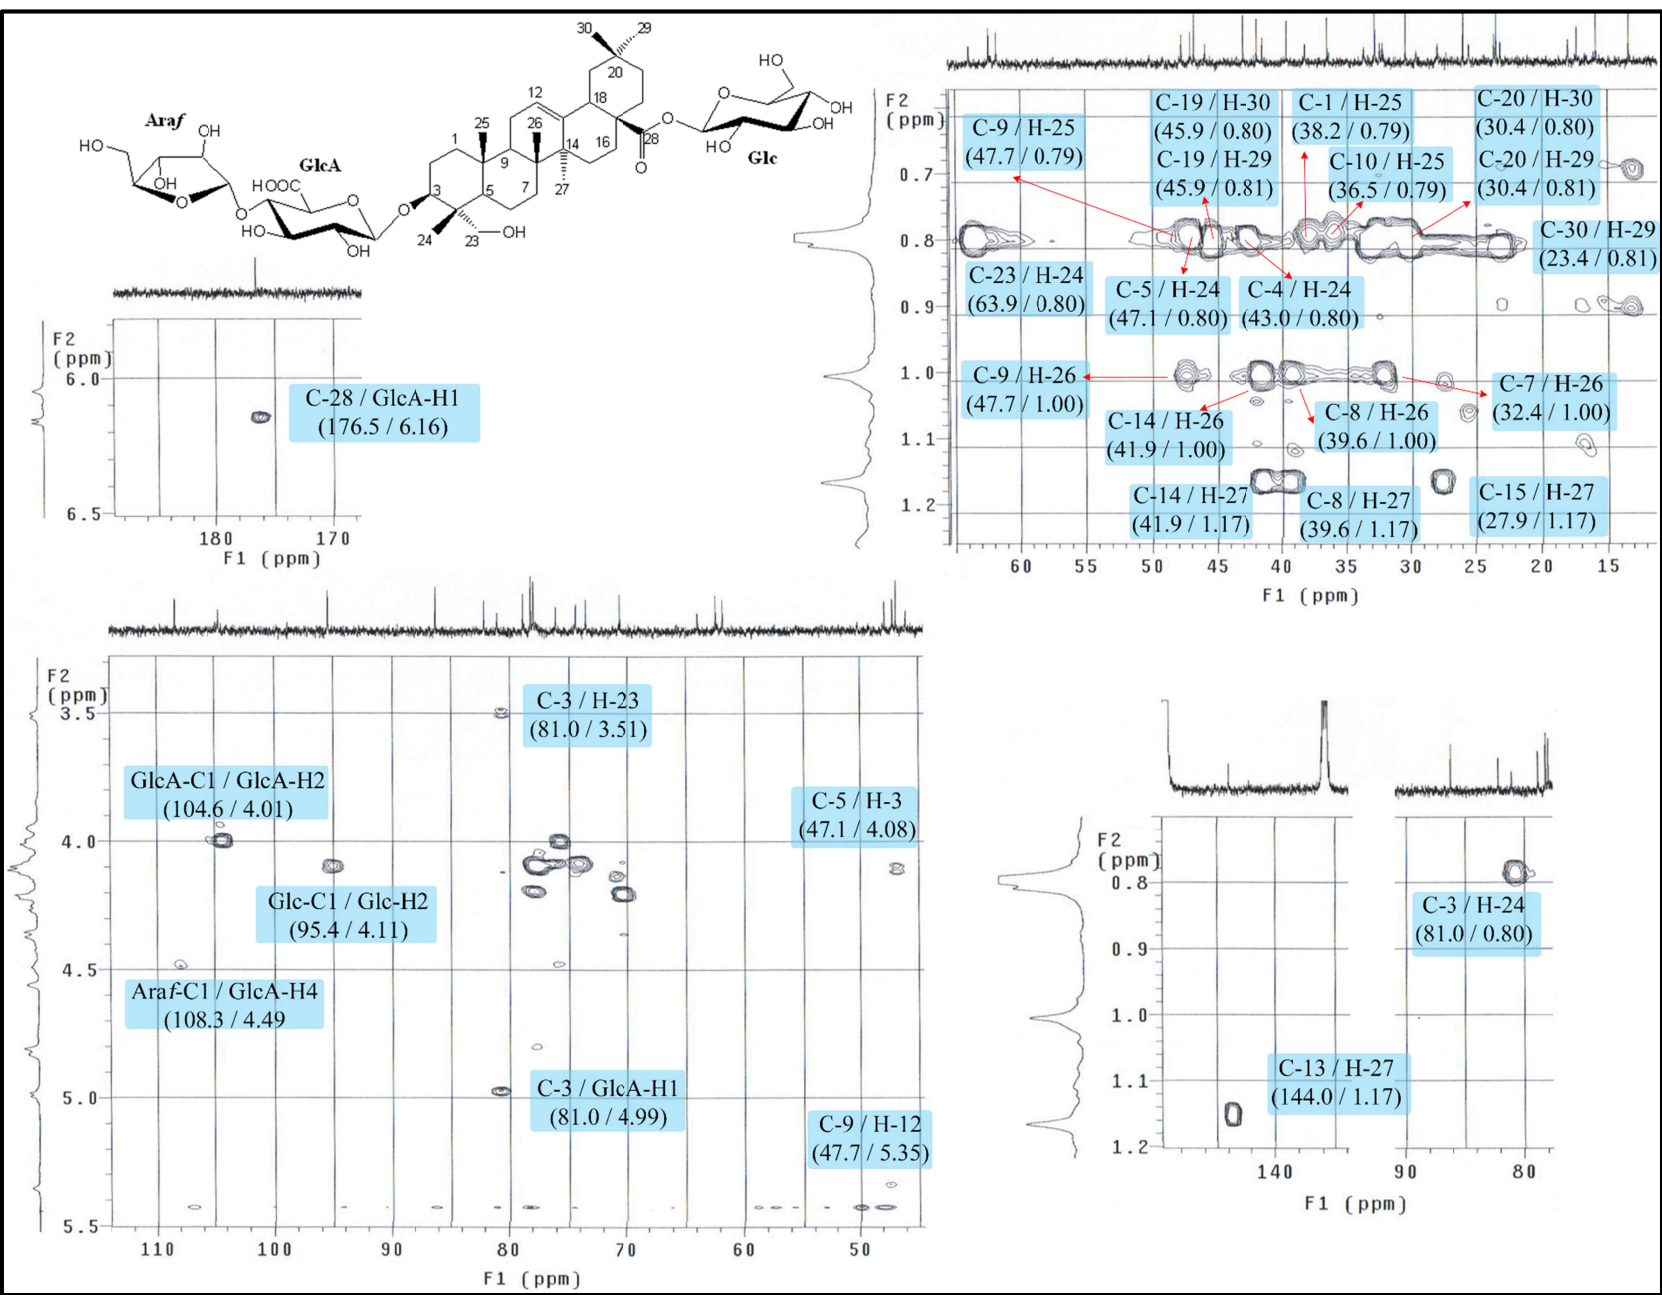 30
29
20
HO
12
18
OH
Araf
OH
25
26
O
HO
GlcA
1
16
28
O
OH
HO
OH
Glc
9
14
O
OH
HOOC
O
O
3
5
7
27
O
O
HO
OH
24
23
OH
OH
F2
(ppm)
6.0
6.5
C-28 / GlcA-H1
(176.5 / 6.16)
180
170
F1 (ppm)
F2
(ppm)
0.7
0.8
0.9
1.0
1.1
1.2
C-9 / H-25
(47.7 / 0.79)
C-19 / H-30
(45.9 / 0.80)
C-19 / H-29
(45.9 / 0.81)
C-1 / H-25
(38.2 / 0.79)
C-10 / H-25
(36.5 / 0.79)
C-20 / H-30
(30.4 / 0.80)
C-20 / H-29
(30.4 / 0.81)
C-30 / H-29
(23.4 / 0.81)
C-23 / H-24
(63.9 / 0.80)
C-5 / H-24
(47.1 / 0.80)
C-4 / H-24
(43.0 / 0.80)
C-9 / H-26
(47.7 / 1.00)
C-14 / H-26
(41.9 / 1.00)
C-8 / H-26
(39.6 / 1.00)
C-7 / H-26
(32.4 / 1.00)
C-14 / H-27
(41.9 / 1.17)
C-8 / H-27
(39.6 / 1.17)
C-15 / H-27
(27.9 / 1.17)
60 55 50 45 40 35 30 25 20 15
F1 (ppm)
F2
(ppm)
3.5
4.0
4.5
5.0
5.5
C-3 / H-23
(81.0 / 3.51)
GlcA-C1 / GlcA-H2
(104.6 / 4.01)
C-5 / H-3
(47.1 / 4.08)
Glc-C1 / Glc-H2
(95.4 / 4.11)
Araf-C1 / GlcA-H4
(108.3 / 4.49
C-3 / GlcA-H1
(81.0 / 4.99)
C-9 / H-12
(47.7 / 5.35)
110 100 90 80 70 60 50
F1 (ppm)
F2
(ppm)
0.8
0.9
1.0
1.1
1.2
C-3 / H-24
(81.0 / 0.80)
C-13 / H-27
(144.0 / 1.17)
140
90
80
F1 (ppm)